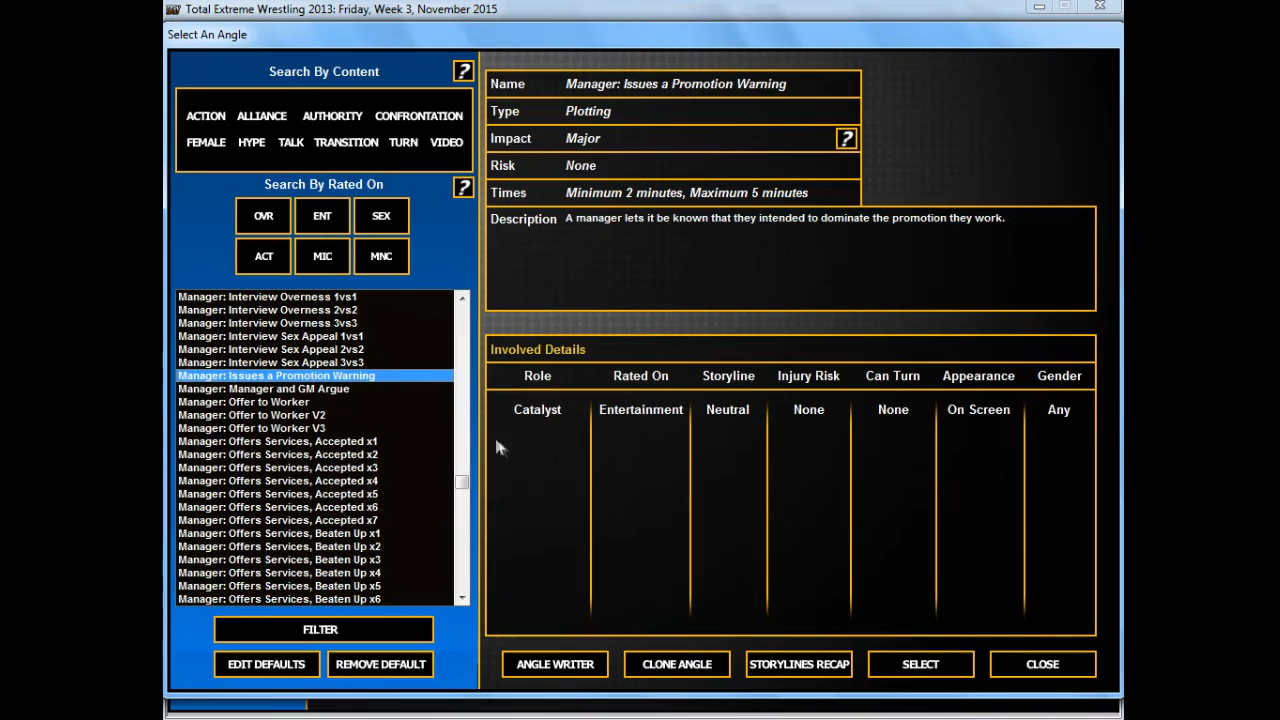 Total Extreme Wrestling 2013: Friday, Week 3, November 2015
Select An Angle
Search By Content ?
ACTION ALLIANCE AUTHORITY CONFRONTATION
FEMALE HYPE TALK TRANSITION TURN VIDEO
Search By Rated On ?
OVR ENT SEX
ACT MIC MNC
Manager: Interview Overness 1vs1
Manager: Interview Overness 2vs2
Manager: Interview Overness 3vs3
Manager: Interview Sex Appeal 1vs1
Manager: Interview Sex Appeal 2vs2
Manager: Interview Sex Appeal 3vs3
Manager: Issues a Promotion Warning
Manager: Manager and GM Argue
Manager: Offer to Worker
Manager: Offer to Worker V2
Manager: Offer to Worker V3
Manager: Offers Services, Accepted x1
Manager: Offers Services, Accepted x2
Manager: Offers Services, Accepted x3
Manager: Offers Services, Accepted x4
Manager: Offers Services, Accepted x5
Manager: Offers Services, Accepted x6
Manager: Offers Services, Accepted x7
Manager: Offers Services, Beaten Up x1
Manager: Offers Services, Beaten Up x2
Manager: Offers Services, Beaten Up x3
Manager: Offers Services, Beaten Up x4
Manager: Offers Services, Beaten Up x5
Manager: Offers Services, Beaten Up x6
FILTER
EDIT DEFAULTS REMOVE DEFAULT
Name Manager: Issues a Promotion Warning
Type Plotting
Impact Major ?
Risk None
Times Minimum 2 minutes, Maximum 5 minutes
Description A manager lets it be known that they intended to dominate the promotion they work.
Involved Details
Role Rated On Storyline Injury Risk Can Turn Appearance Gender
Catalyst Entertainment Neutral None None On Screen Any
ANGLE WRITER CLONE ANGLE STORYLINES RECAP SELECT CLOSE